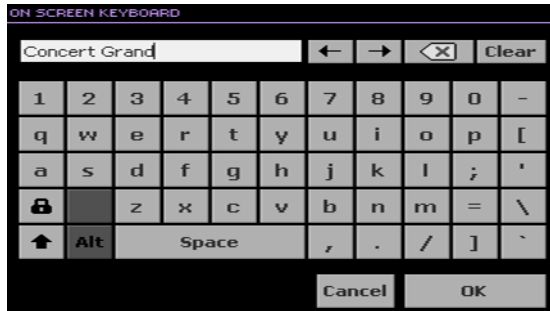 ON SCREEN KEYBOARD
Concert Grand
Clear
1 2 3 4 5 6 7 8 9 0 -
q w e r t y u i o p [
a s d f g h j k l ; '
z x c v b n m = \
Alt Space , . / ] `
Cancel OK